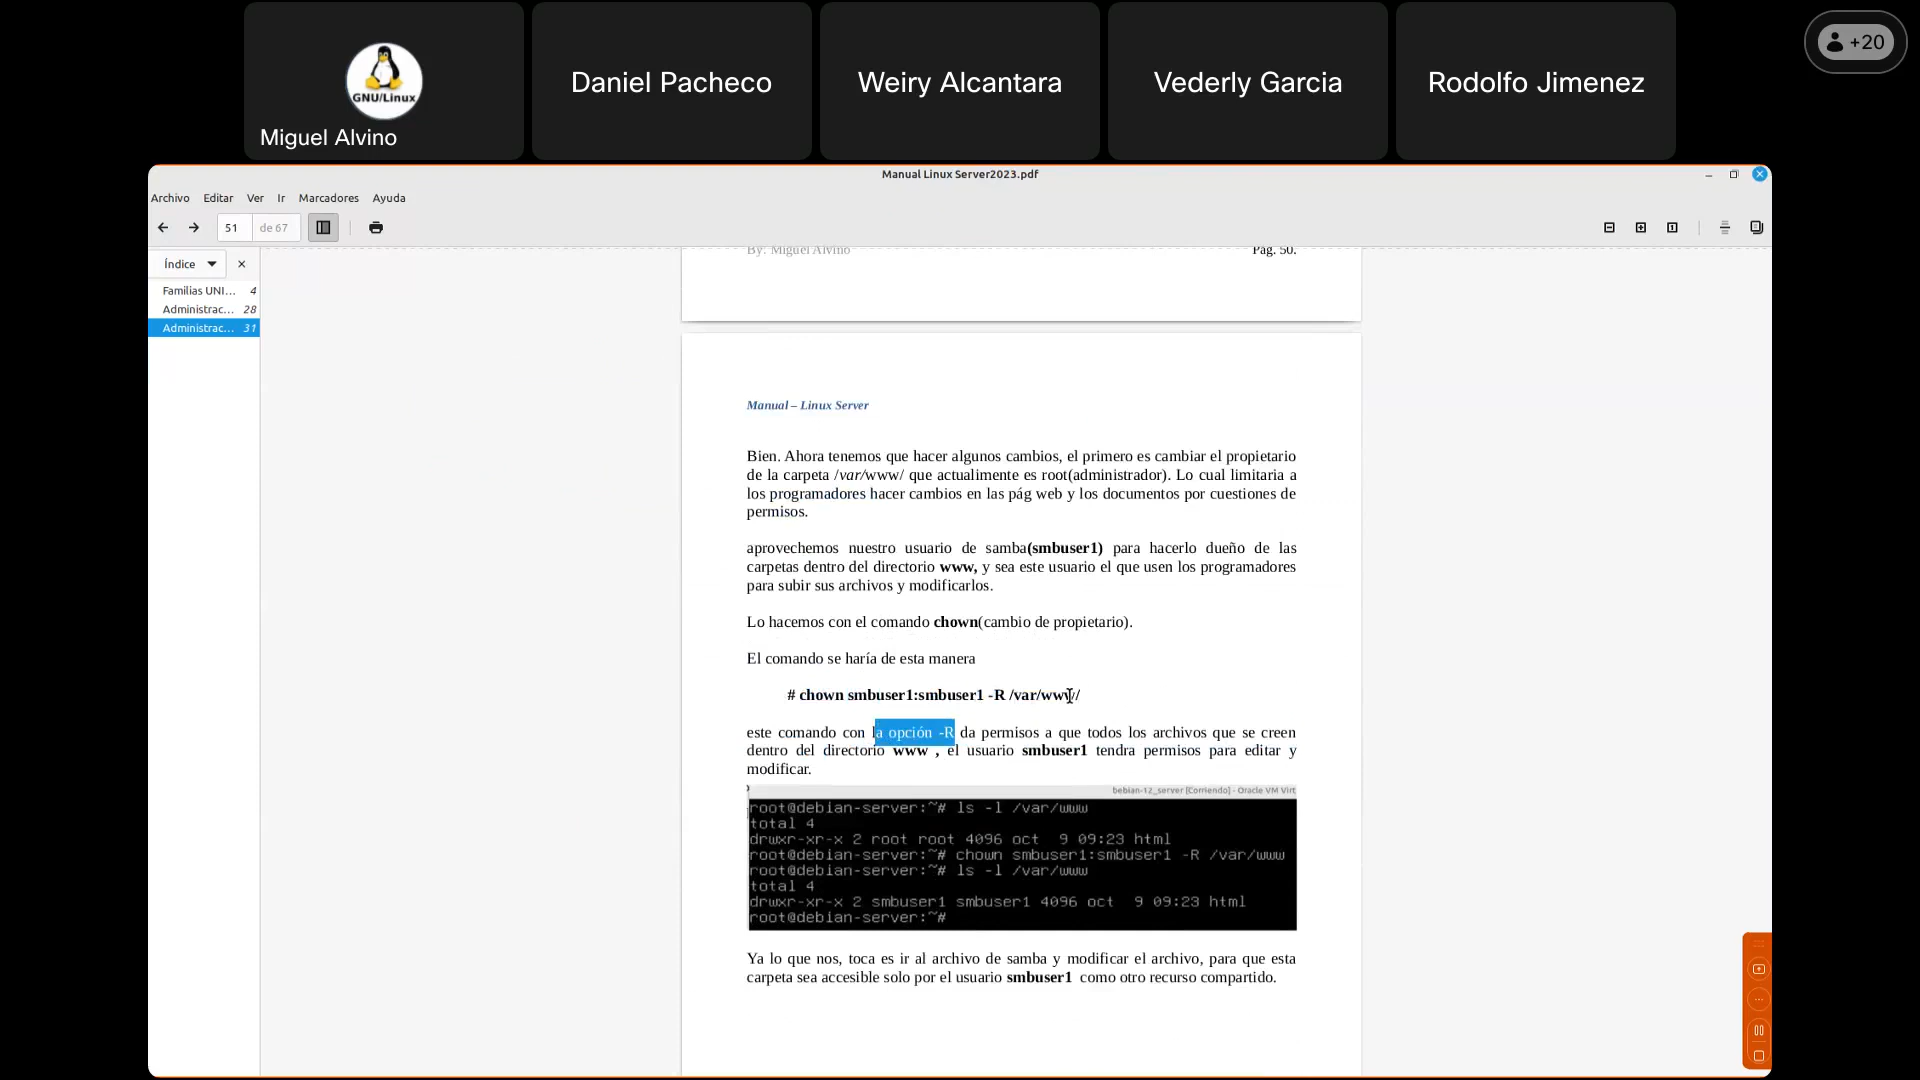 GNU/Linux
Miguel Alvino
Daniel Pacheco
Weiry Alcantara
Vederly Garcia
Rodolfo Jimenez
+20
Manual Linux Server2023.pdf
Archivo Editar Ver Ir Marcadores Ayuda
51 de 67
Índice
Familias UNI... 4
Administrac... 28
Administrac... 31
By: Miguel Alvino Pág. 50.
Manual – Linux Server
Bien. Ahora tenemos que hacer algunos cambios, el primero es cambiar el propietario
de la carpeta /var/www/ que actualmente es root(administrador). Lo cual limitaria a
los programadores hacer cambios en las pág web y los documentos por cuestiones de
permisos.
aprovechemos nuestro usuario de samba(smbuser1) para hacerlo dueño de las
carpetas dentro del directorio www, y sea este usuario el que usen los programadores
para subir sus archivos y modificarlos.
Lo hacemos con el comando chown(cambio de propietario).
El comando se haría de esta manera
# chown smbuser1:smbuser1 -R /var/www/
este comando con la opción -R da permisos a que todos los archivos que se creen
dentro del directorio www , el usuario smbuser1 tendra permisos para editar y
modificar.
bebian-12_server [Corriendo] - Oracle VM Virt
root@debian-server:~# ls -l /var/www
total 4
drwxr-xr-x 2 root root 4096 oct  9 09:23 html
root@debian-server:~# chown smbuser1:smbuser1 -R /var/www
root@debian-server:~# ls -l /var/www
total 4
drwxr-xr-x 2 smbuser1 smbuser1 4096 oct  9 09:23 html
root@debian-server:~#
Ya lo que nos, toca es ir al archivo de samba y modificar el archivo, para que esta
carpeta sea accesible solo por el usuario smbuser1 como otro recurso compartido.